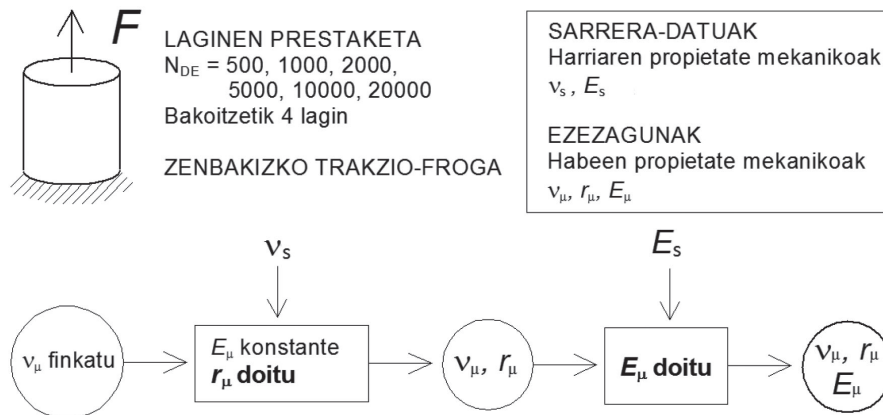 F
LAGINEN PRESTAKETA
N_DE = 500, 1000, 2000,
5000, 10000, 20000
Bakoitzetik 4 lagin
ZENBAKIZKO TRAKZIO-FROGA
SARRERA-DATUAK
Harriaren propietate mekanikoak
ν_s , E_s
EZEZAGUNAK
Habeen propietate mekanikoak
ν_μ, r_μ, E_μ
ν_s
E_s
ν_μ finkatu
E_μ konstante
r_μ doitu
ν_μ, r_μ
E_μ doitu
ν_μ, r_μ
E_μ